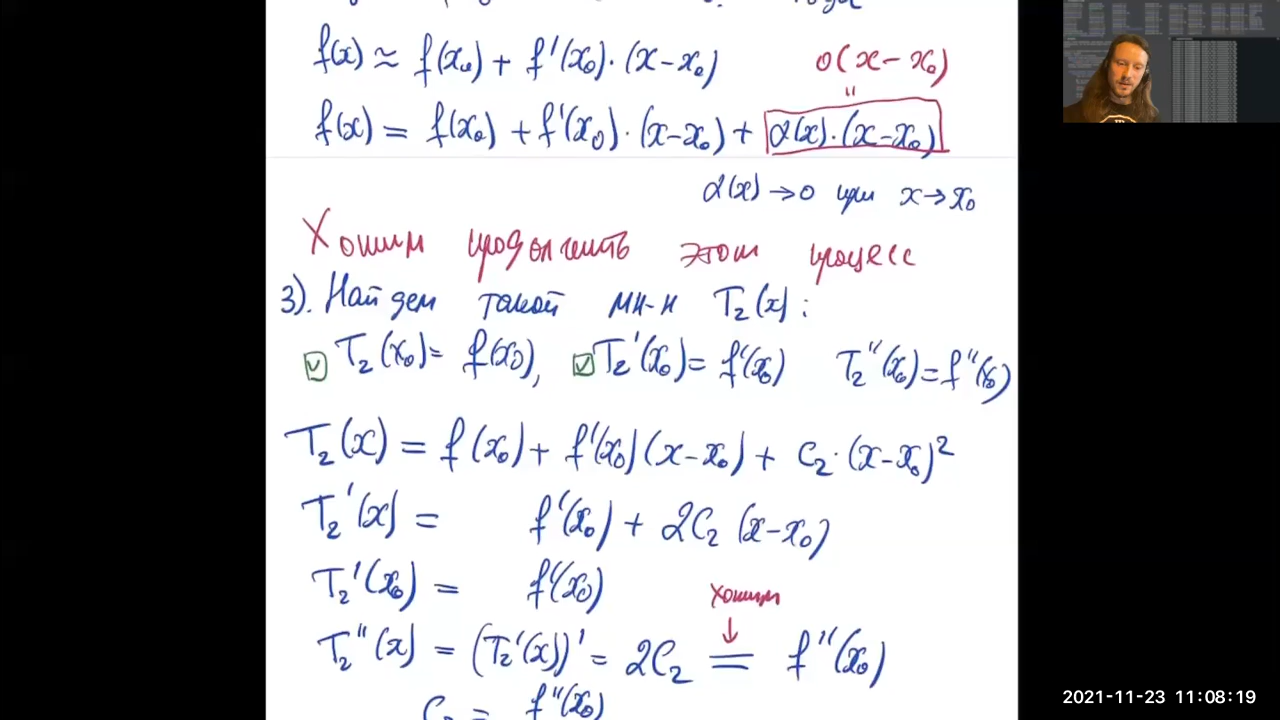 f(x) ≈ f(x₀) + f'(x₀)·(x-x₀)
o(x-x₀)
"
f(x) = f(x₀) + f'(x₀)·(x-x₀) + α(x)·(x-x₀)
α(x) → 0 при x → x₀
Хотим продолжить этот процесс
3). Найдем такой мн-н T₂(x):
T₂(x₀) = f(x₀), T₂'(x₀) = f'(x₀) T₂''(x₀) = f''(x₀)
T₂(x) = f(x₀) + f'(x₀)(x-x₀) + C₂·(x-x₀)²
T₂'(x) = f'(x₀) + 2C₂ (x-x₀)
T₂'(x₀) = f'(x₀)
хотим
↓
T₂''(x) = (T₂'(x))' = 2C₂ = f''(x₀)
C₂ = f''(x₀)
2021-11-23 11:08:19